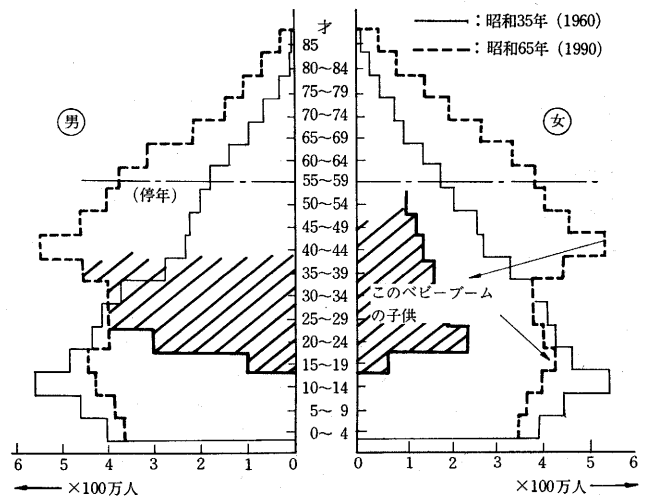 才
——：昭和35年（1960）
-----：昭和65年（1990）
85
80～84
75～79
70～74
65～69
60～64
55～59
50～54
45～49
40～44
35～39
30～34
25～29
20～24
15～19
10～14
5～ 9
0～ 4
男
女
（停年）
このベビーブーム
の子供
6 5 4 3 2 1 0
0 1 2 3 4 5 6
×100万人
×100万人